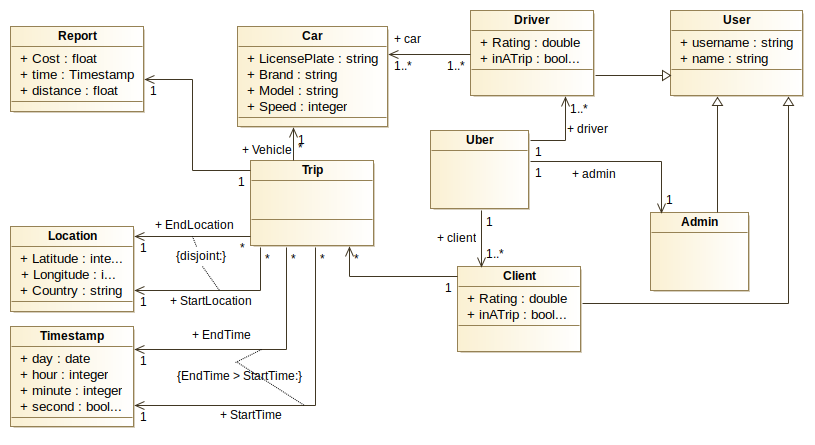 Report
+ Cost : float
+ time : Timestamp
+ distance : float
1
Car
+ LicensePlate : string
+ Brand : string
+ Model : string
+ Speed : integer
+ car
1..*
1..*
Driver
+ Rating : double
+ inATrip : bool...
User
+ username : string
+ name : string
1..*
+ driver
Uber
1
1
+ admin
1
Admin
1
+ client
1..*
1
+ Vehicle
*
Trip
1
Location
+ Latitude : inte...
+ Longitude : i...
+ Country : string
+ EndLocation
1
*
{disjoint:}
1
+ StartLocation
*
*
*
*
1
Client
+ Rating : double
+ inATrip : bool...
Timestamp
+ day : date
+ hour : integer
+ minute : integer
+ second : bool...
+ EndTime
1
{EndTime > StartTime:}
1
+ StartTime